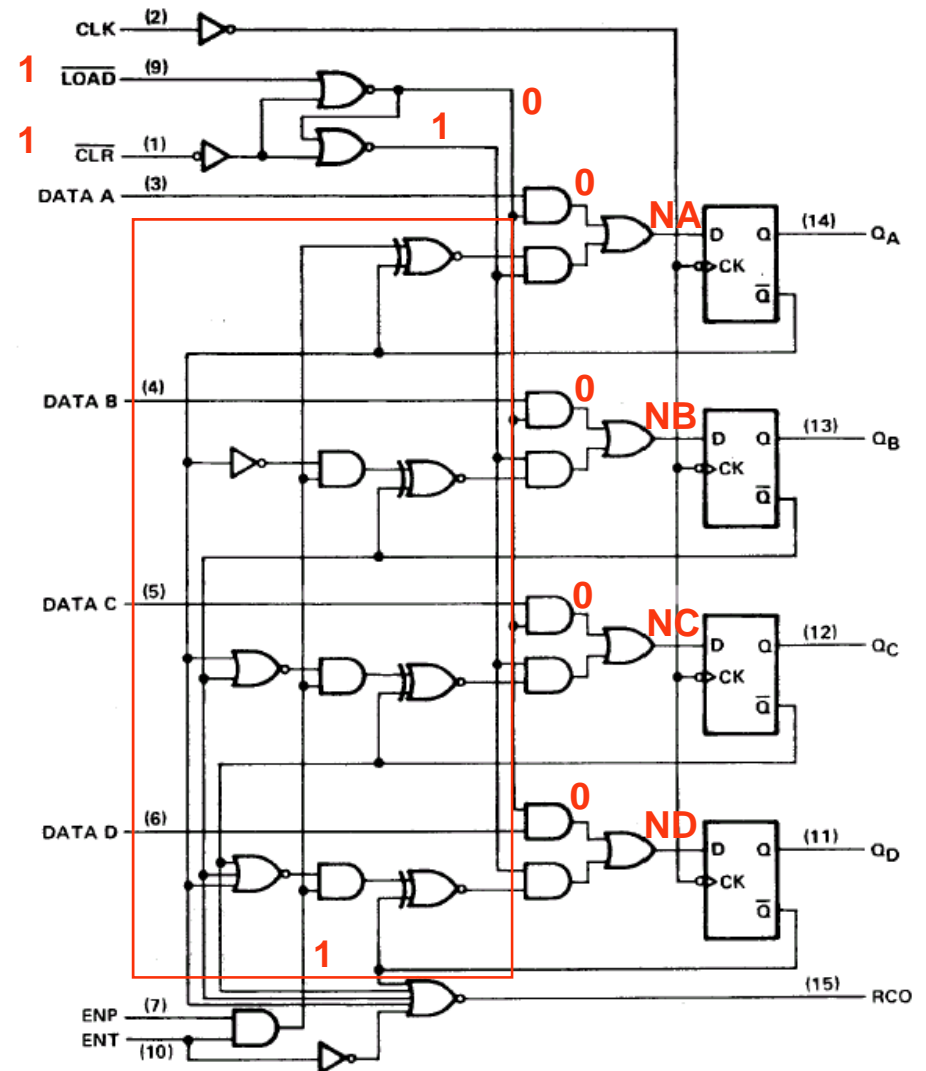 CLK (2)
1 L̅O̅A̅D̅ (9)
0
1
1 C̅L̅R̅ (1)
DATA A (3)
0
NA D Q (14) QA
CK
Q̅
DATA B (4)
0
NB D Q (13) QB
CK
Q̅
DATA C (5)
0
NC D Q (12) QC
CK
Q̅
DATA D (6)
0
ND D Q (11) QD
CK
Q̅
1
(15) RCO
ENP (7)
ENT (10)